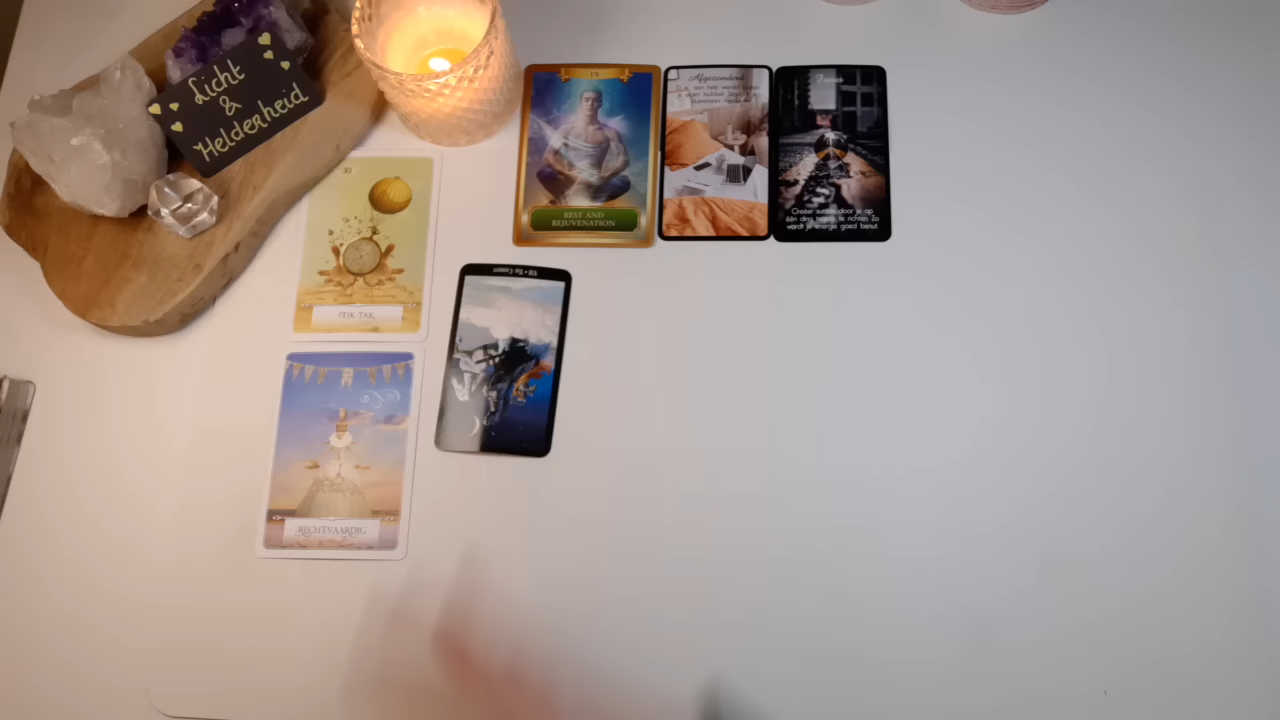 Licht
&
Helderheid
30
TIK TAK
19
REST AND
REJUVENATION
Afgezonderd
Focus
Creëer succes door je op
één ding tegelijk te richten. Zo
wordt je energie goed benut.
RECHTVAARDIG